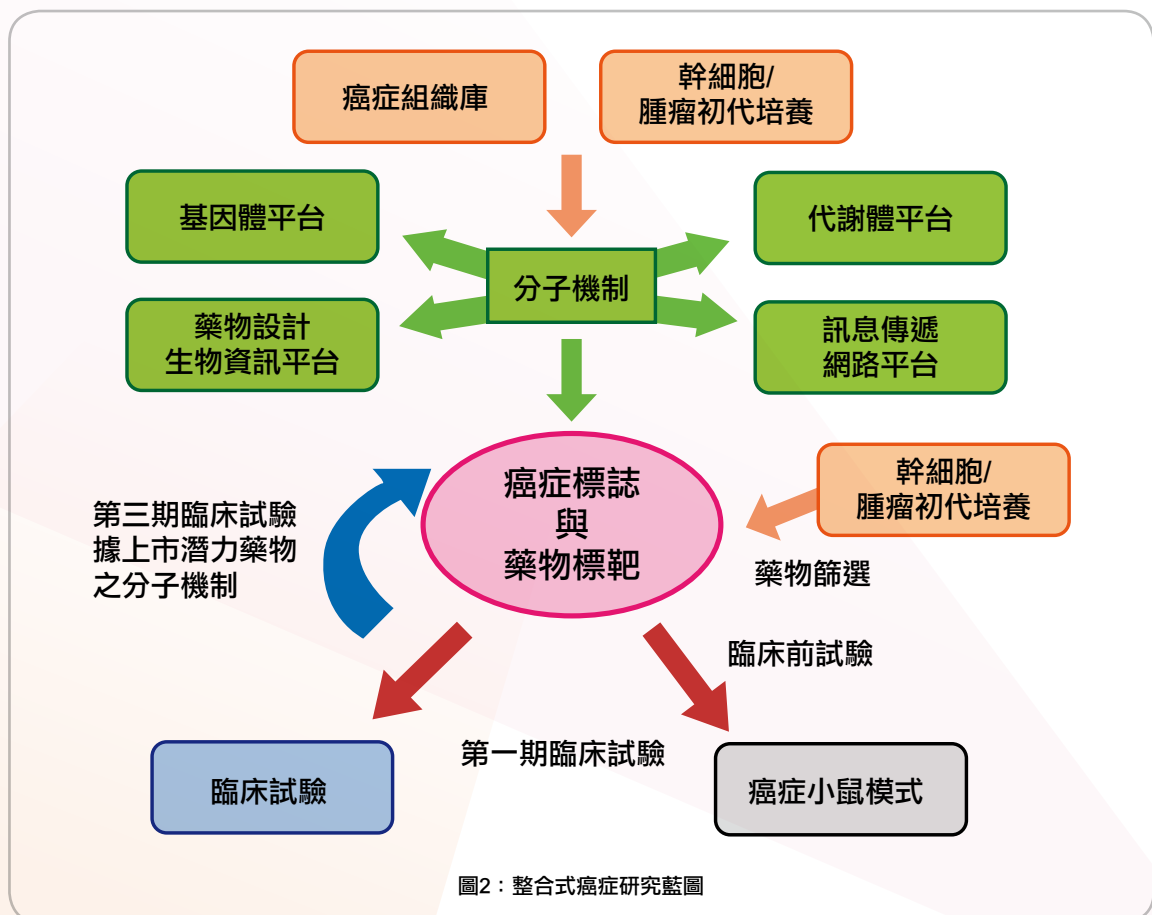 癌症組織庫
幹細胞/
腫瘤初代培養
基因體平台
代謝體平台
分子機制
藥物設計
生物資訊平台
訊息傳遞
網路平台
癌症標誌
與
藥物標靶
幹細胞/
腫瘤初代培養
第三期臨床試驗
據上市潛力藥物
之分子機制
藥物篩選
臨床前試驗
第一期臨床試驗
臨床試驗
癌症小鼠模式
圖2：整合式癌症研究藍圖